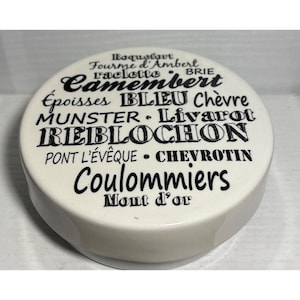 Roquefort
Fourme d'Ambert
raclette BRIE
Camembert
Époisses BLEU Chèvre
MUNSTER • Livarot
REBLOCHON
PONT L'ÉVÊQUE • CHEVROTIN
Coulommiers
Mont d'or